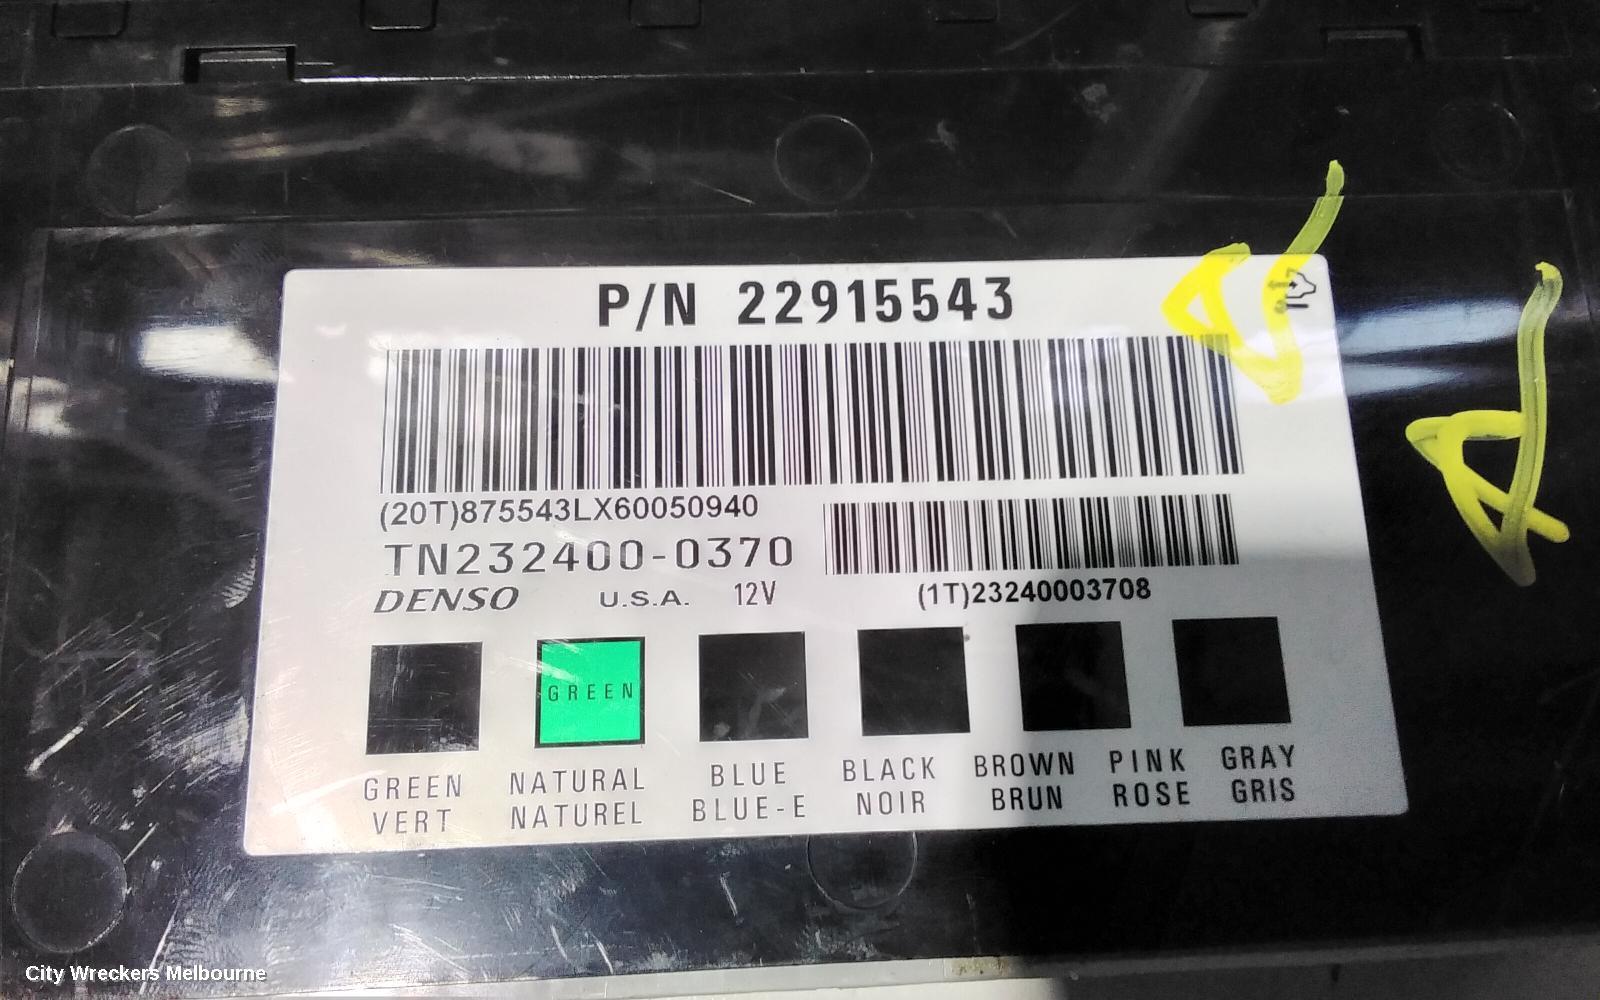 P/N 22915543
(20T)875543LX60050940
TN232400-0370
(1T)23240003708
DENSO U.S.A. 12V
GREEN
GREEN NATURAL BLUE BLACK BROWN PINK GRAY
VERT NATUREL BLUE-E NOIR BRUN ROSE GRIS
City Wreckers Melbourne